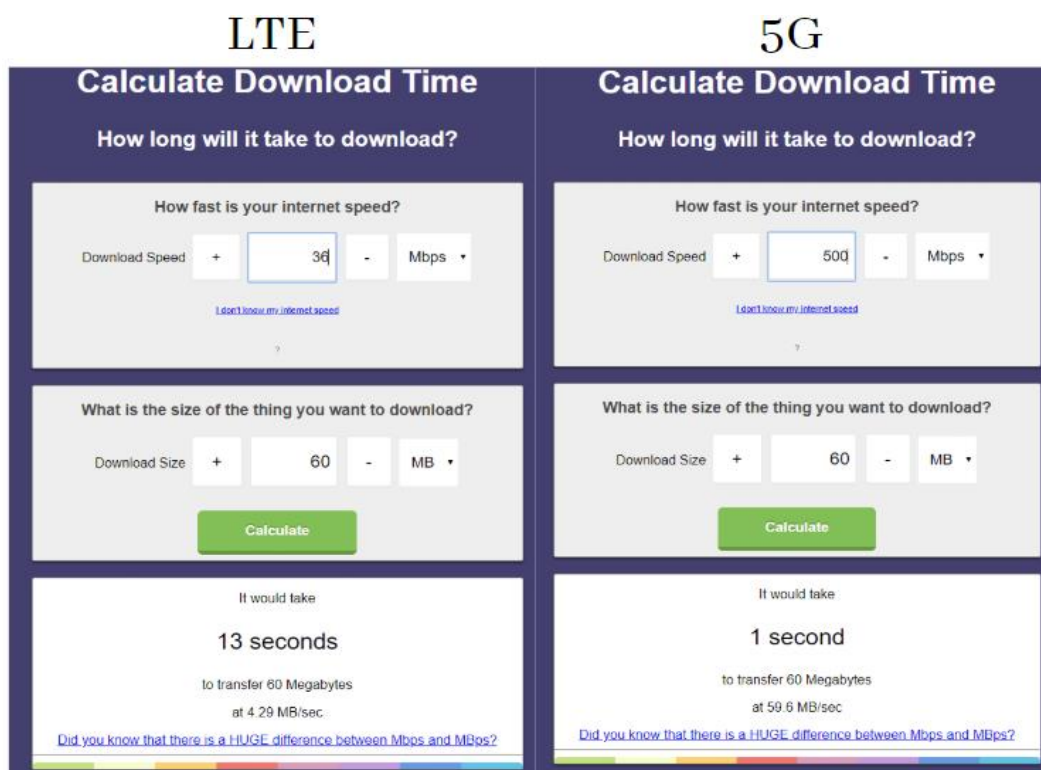 LTE
Calculate Download Time
How long will it take to download?
How fast is your internet speed?
Download Speed + 36 - Mbps
I don't know my internet speed
?
What is the size of the thing you want to download?
Download Size + 60 - MB
Calculate
It would take
13 seconds
to transfer 60 Megabytes
at 4.29 MB/sec
Did you know that there is a HUGE difference between Mbps and MBps?
5G
Calculate Download Time
How long will it take to download?
How fast is your internet speed?
Download Speed + 500 - Mbps
I don't know my internet speed
?
What is the size of the thing you want to download?
Download Size + 60 - MB
Calculate
It would take
1 second
to transfer 60 Megabytes
at 59.6 MB/sec
Did you know that there is a HUGE difference between Mbps and MBps?